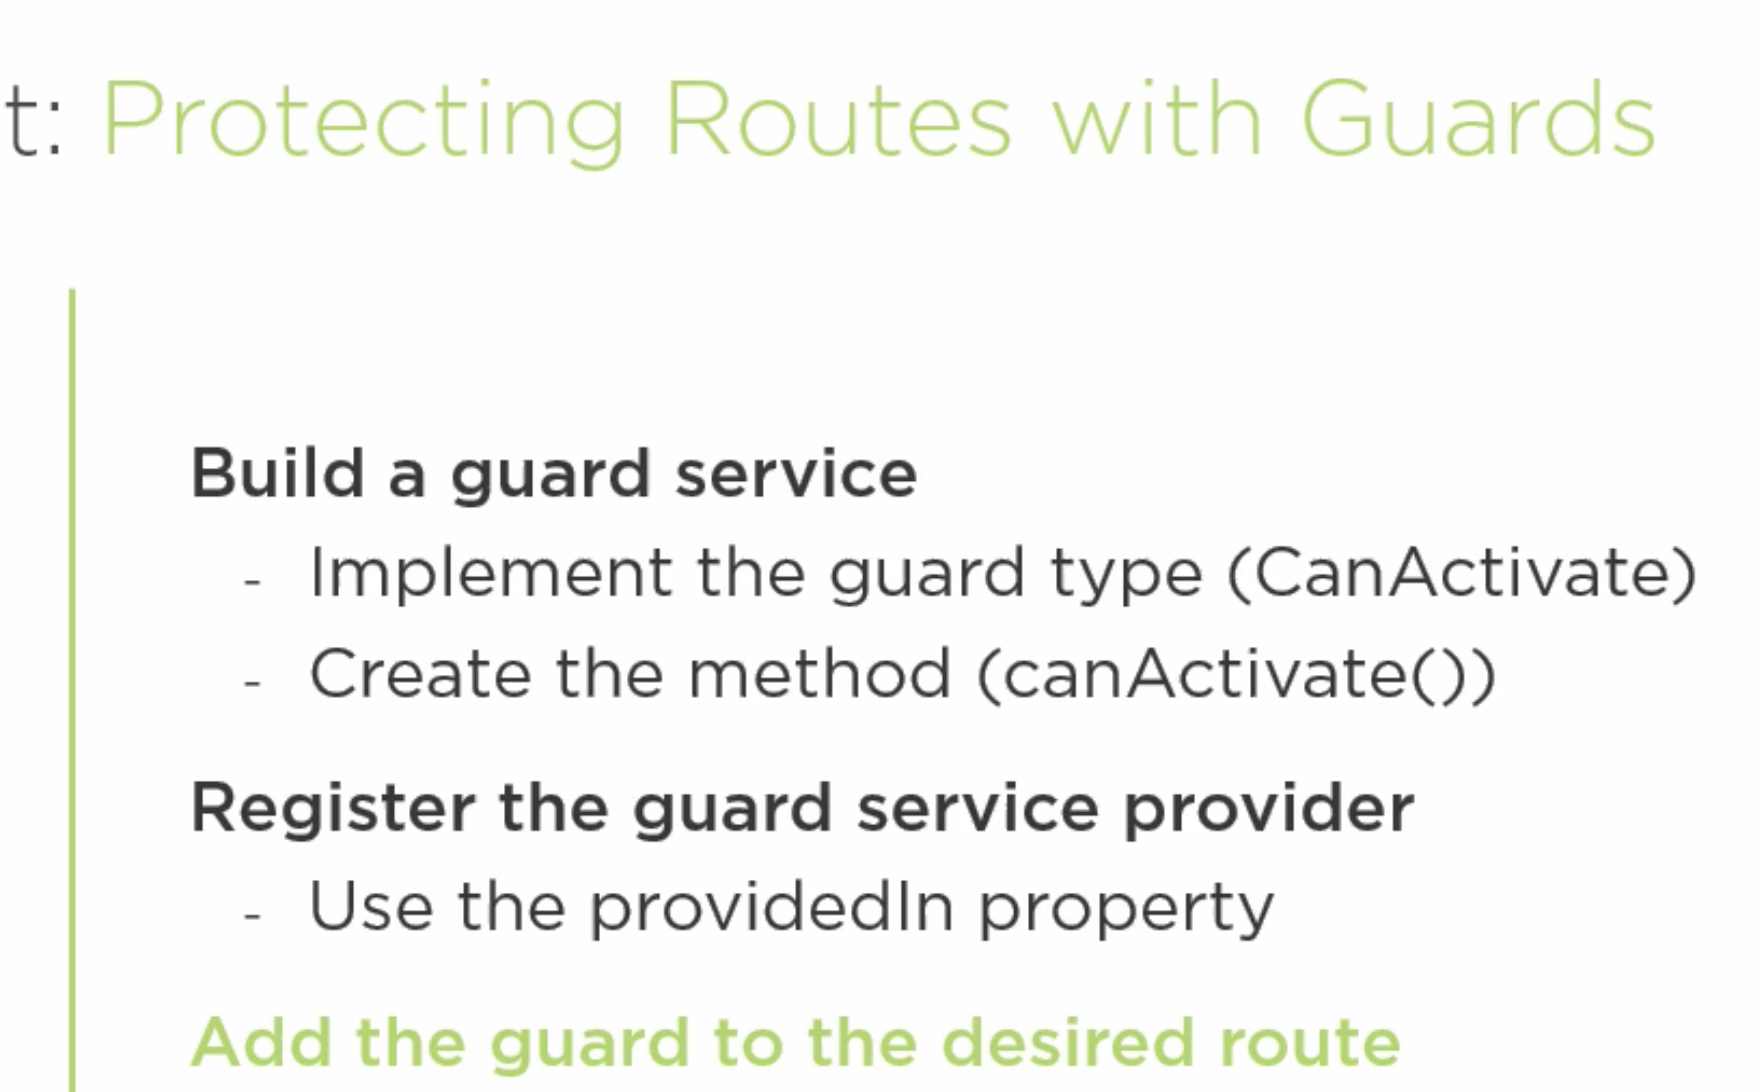 t: Protecting Routes with Guards
Build a guard service
- Implement the guard type (CanActivate)
- Create the method (canActivate())
Register the guard service provider
- Use the providedIn property
Add the guard to the desired route